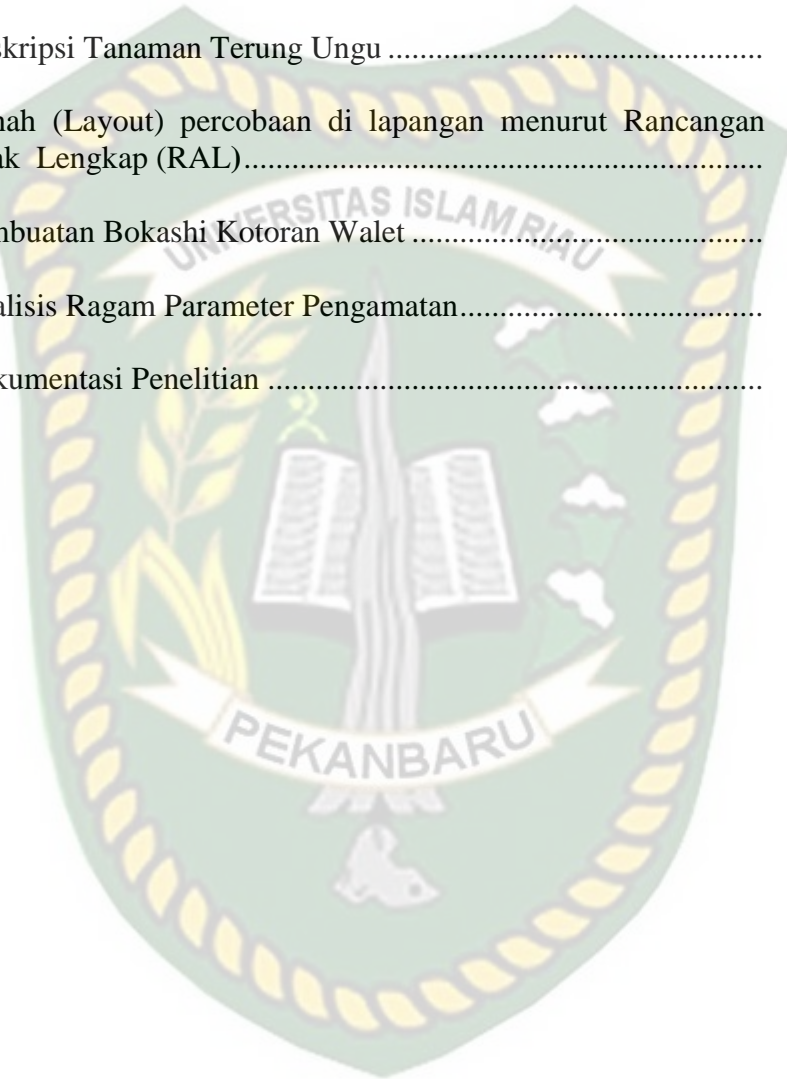 skripsi Tanaman Terung Ungu ...............................................
nah (Layout) percobaan di lapangan menurut Rancangan
ak Lengkap (RAL).................................................................
UNIVERSITAS ISLAM RIAU
nbuatan Bokashi Kotoran Walet ............................................
alisis Ragam Parameter Pengamatan......................................
kumentasi Penelitian ..............................................................
PEKANBARU